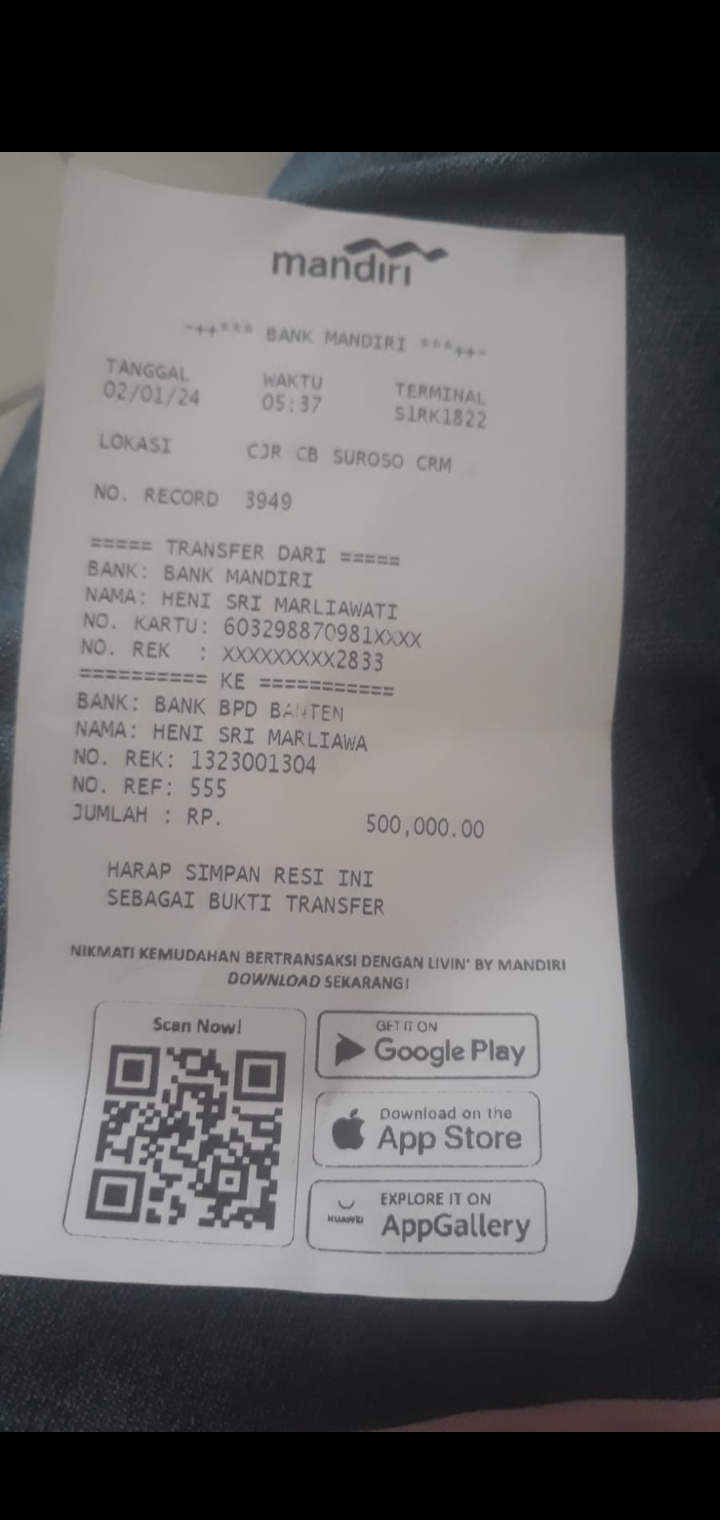 mandiri
-++*** BANK MANDIRI ***++-
TANGGAL WAKTU TERMINAL
02/01/24 05:37 S1RK1822
LOKASI CJR CB SUROSO CRM
NO. RECORD 3949
===== TRANSFER DARI =====
BANK: BANK MANDIRI
NAMA: HENI SRI MARLIAWATI
NO. KARTU: 603298870981XXXX
NO. REK : XXXXXXXXX2833
========== KE ===========
BANK: BANK BPD BANTEN
NAMA: HENI SRI MARLIAWA
NO. REK: 1323001304
NO. REF: 555
JUMLAH : RP. 500,000.00
HARAP SIMPAN RESI INI
SEBAGAI BUKTI TRANSFER
NIKMATI KEMUDAHAN BERTRANSAKSI DENGAN LIVIN' BY MANDIRI
DOWNLOAD SEKARANG!
Scan Now!
GET IT ON
Google Play
Download on the
App Store
EXPLORE IT ON
HUAWEI AppGallery